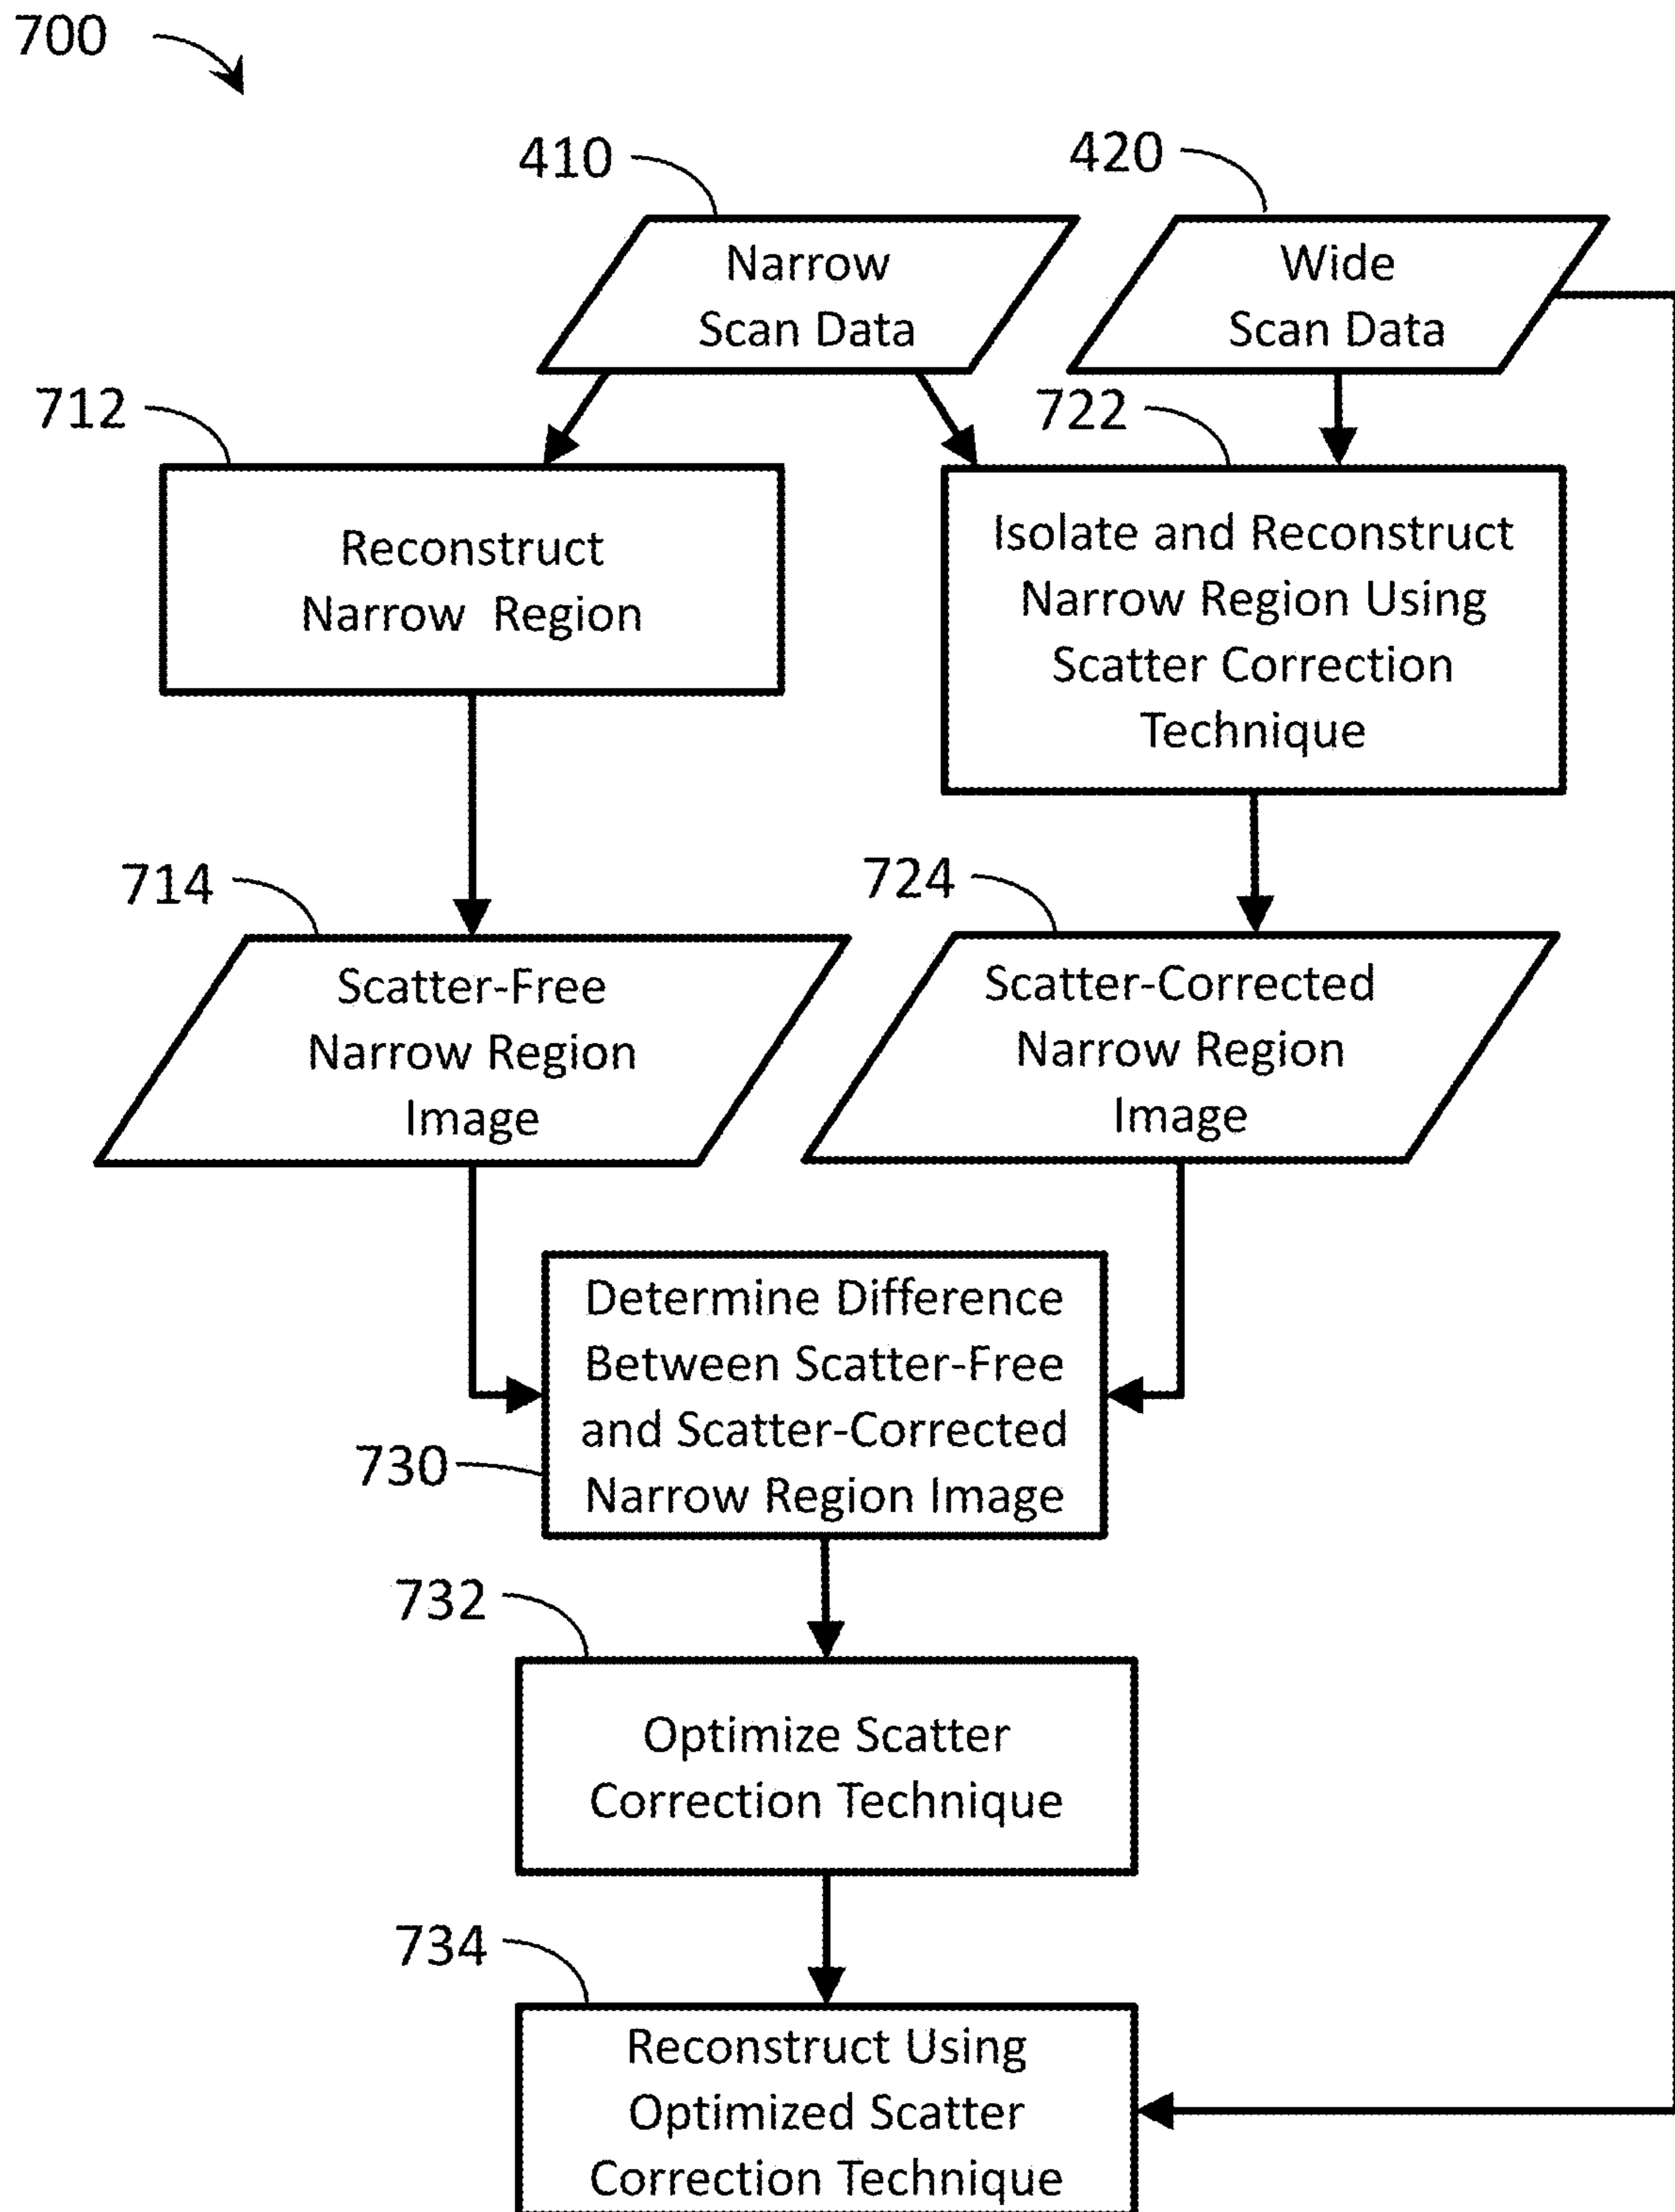 700
410
420
Narrow
Scan Data
Wide
Scan Data
712
722
Reconstruct
Narrow Region
Isolate and Reconstruct
Narrow Region Using
Scatter Correction
Technique
714
724
Scatter-Free
Narrow Region
Image
Scatter-Corrected
Narrow Region
Image
Determine Difference
Between Scatter-Free
and Scatter-Corrected
Narrow Region Image
730
732
Optimize Scatter
Correction Technique
734
Reconstruct Using
Optimized Scatter
Correction Technique